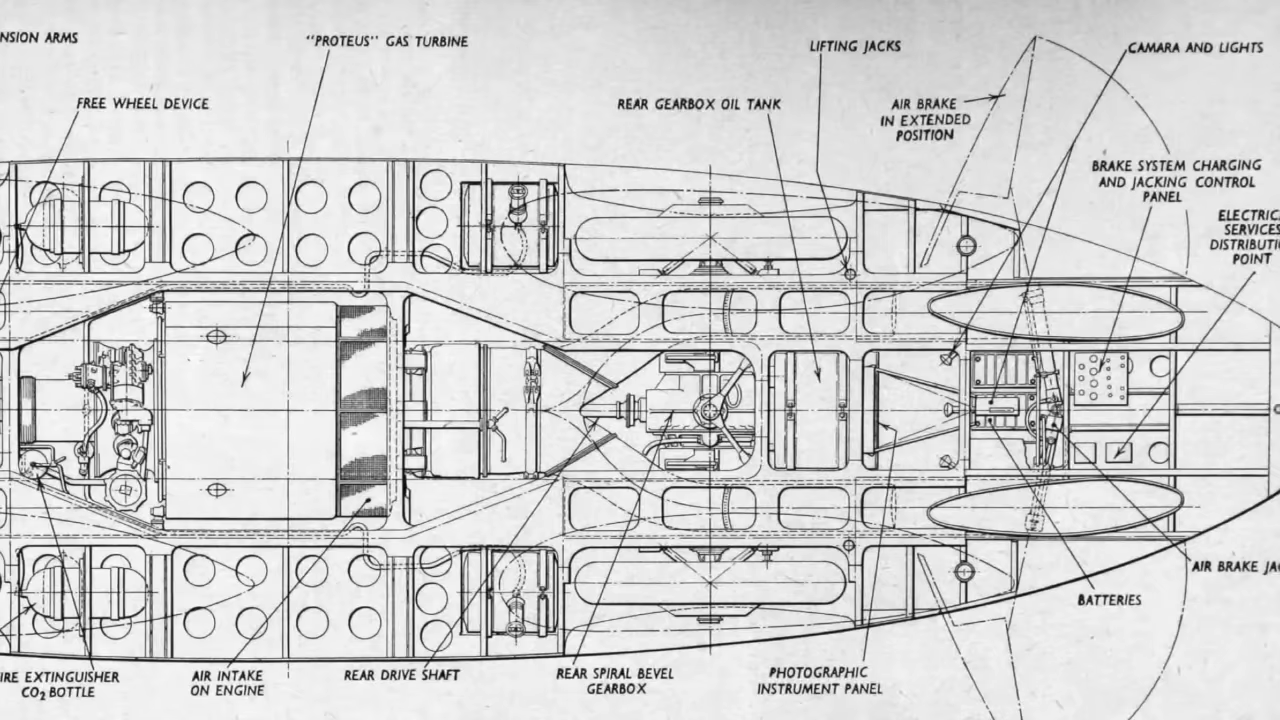 NSION ARMS
"PROTEUS" GAS TURBINE
LIFTING JACKS
CAMARA AND LIGHTS
FREE WHEEL DEVICE
REAR GEARBOX OIL TANK
AIR BRAKE
IN EXTENDED
POSITION
BRAKE SYSTEM CHARGING
AND JACKING CONTROL
PANEL
ELECTRIC
SERVICES
DISTRIBUTI
POINT
AIR BRAKE JA
BATTERIES
IRE EXTINGUISHER
CO2 BOTTLE
AIR INTAKE
ON ENGINE
REAR DRIVE SHAFT
REAR SPIRAL BEVEL
GEARBOX
PHOTOGRAPHIC
INSTRUMENT PANEL